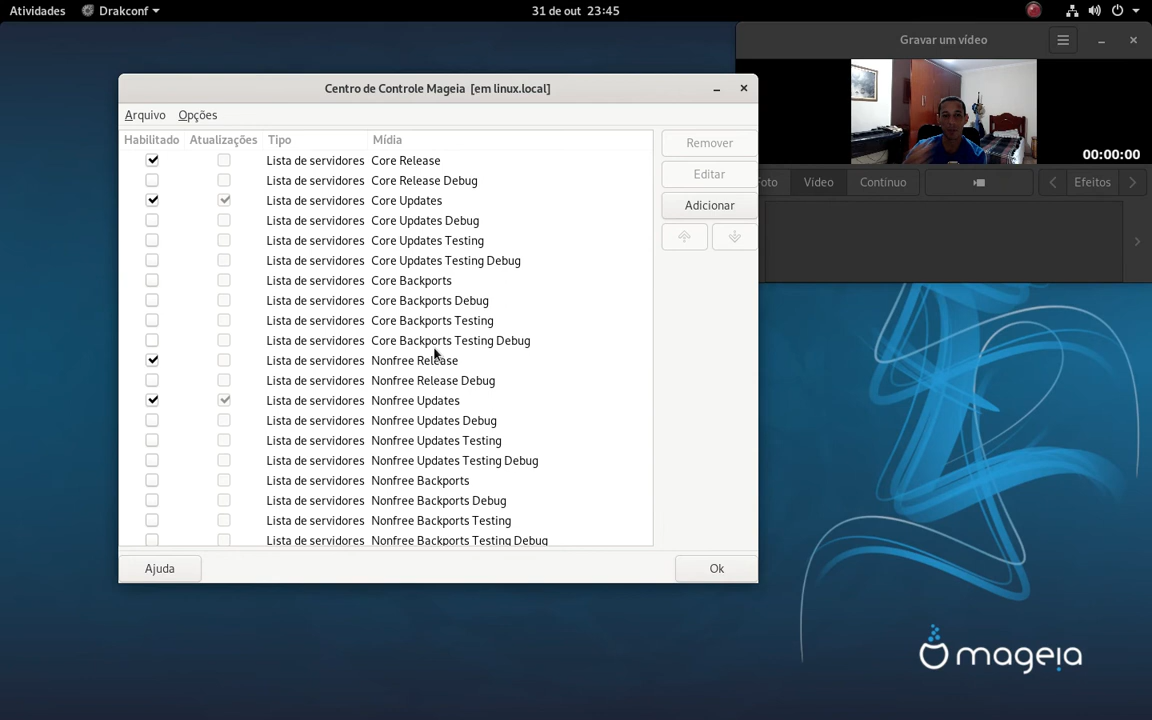 Atividades Drakconf 31 de out 23:45
Gravar um vídeo
Centro de Controle Mageia [em linux.local]
Arquivo Opções
Habilitado Atualizações Tipo Mídia
Lista de servidores Core Release
Lista de servidores Core Release Debug
Lista de servidores Core Updates
Lista de servidores Core Updates Debug
Lista de servidores Core Updates Testing
Lista de servidores Core Updates Testing Debug
Lista de servidores Core Backports
Lista de servidores Core Backports Debug
Lista de servidores Core Backports Testing
Lista de servidores Core Backports Testing Debug
Lista de servidores Nonfree Release
Lista de servidores Nonfree Release Debug
Lista de servidores Nonfree Updates
Lista de servidores Nonfree Updates Debug
Lista de servidores Nonfree Updates Testing
Lista de servidores Nonfree Updates Testing Debug
Lista de servidores Nonfree Backports
Lista de servidores Nonfree Backports Debug
Lista de servidores Nonfree Backports Testing
Lista de servidores Nonfree Backports Testing Debug
Remover
Editar
Adicionar
Ajuda Ok
00:00:00
oto Vídeo Contínuo Efeitos
mageia